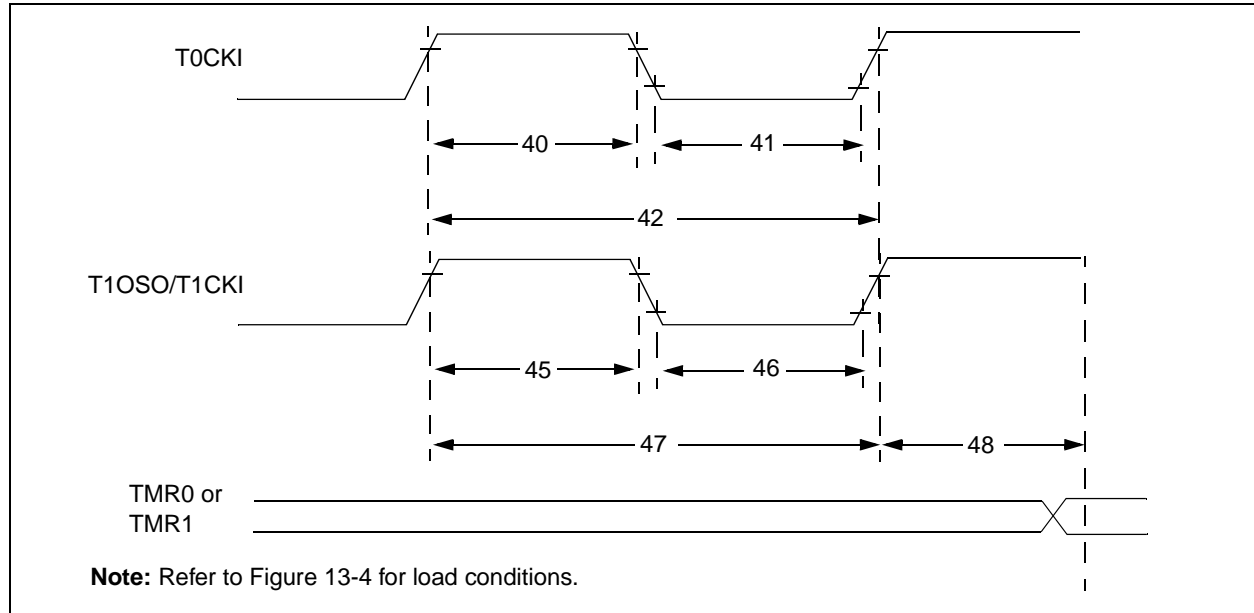 T0CKI
40
41
42
T1OSO/T1CKI
45
46
47
48
TMR0 or
TMR1
Note: Refer to Figure 13-4 for load conditions.